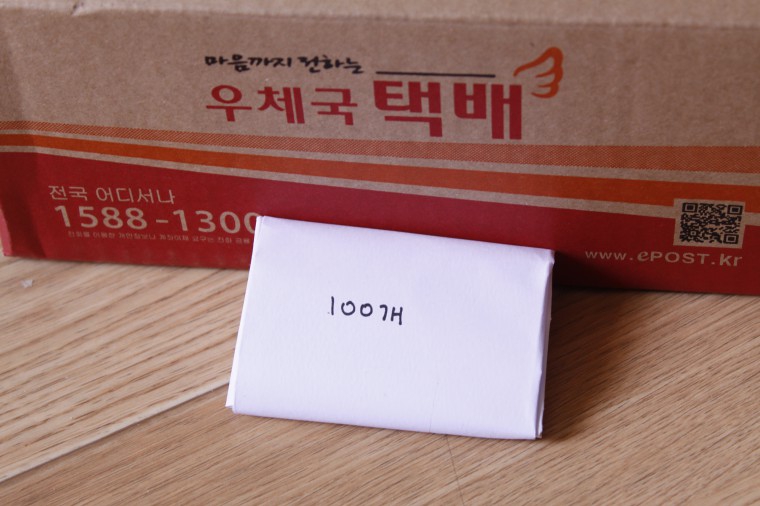 마음까지 전하는
우체국 택배
전국 어디서나
1588-1300
www.ePOST.kr
100개